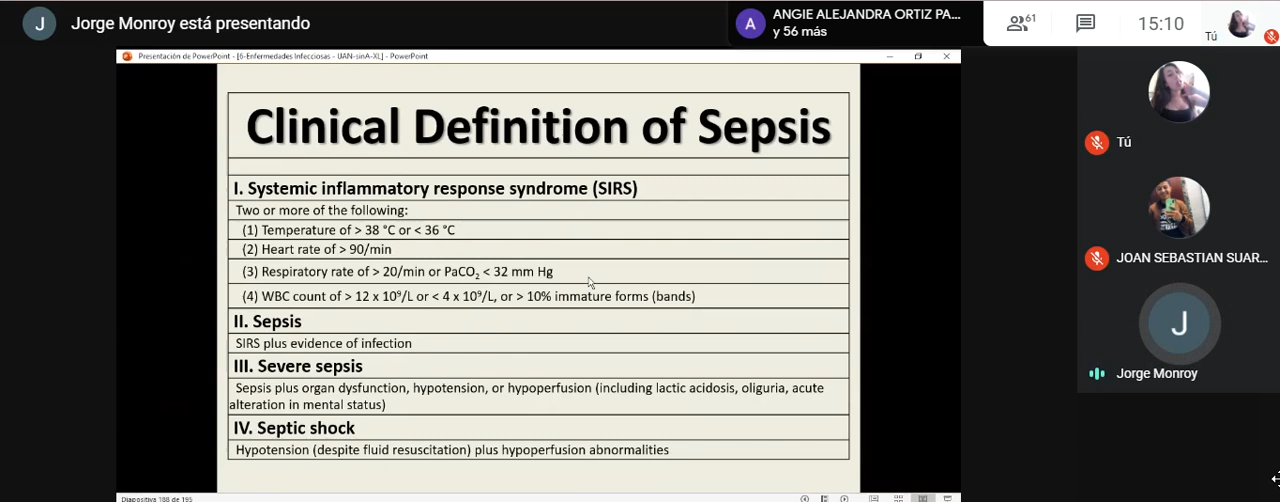 J Jorge Monroy está presentando
A ANGIE ALEJANDRA ORTIZ PA...
y 56 más
61
15:10
Tú
Presentación de PowerPoint - [6-Enfermedades Infecciosas - UAN-sinA-XL] - PowerPoint
Clinical Definition of Sepsis
I. Systemic inflammatory response syndrome (SIRS)
Two or more of the following:
(1) Temperature of > 38 °C or < 36 °C
(2) Heart rate of > 90/min
(3) Respiratory rate of > 20/min or PaCO₂ < 32 mm Hg
(4) WBC count of > 12 x 10⁹/L or < 4 x 10⁹/L, or > 10% immature forms (bands)
II. Sepsis
SIRS plus evidence of infection
III. Severe sepsis
Sepsis plus organ dysfunction, hypotension, or hypoperfusion (including lactic acidosis, oliguria, acute
alteration in mental status)
IV. Septic shock
Hypotension (despite fluid resuscitation) plus hypoperfusion abnormalities
Diapositiva 188 de 195
Tú
JOAN SEBASTIAN SUAR...
J
Jorge Monroy